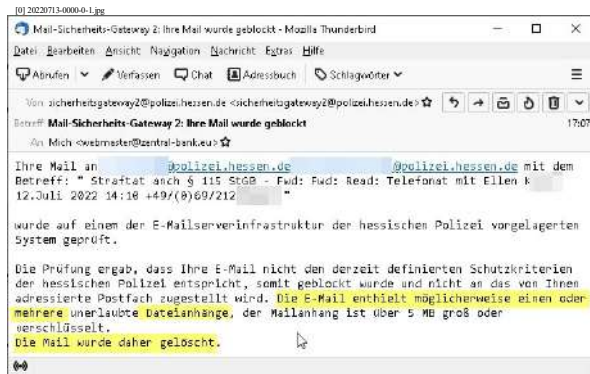 [0] 20220713-0000-0-1.jpg
Mail-Sicherheits-Gateway 2: Ihre Mail wurde geblockt - Mozilla Thunderbird
Datei Bearbeiten Ansicht Navigation Nachricht Extras Hilfe
Abrufen Verfassen Chat Adressbuch Schlagwörter
Von sicherheitsgateway2@polizei.hessen.de <sicherheitsgateway2@polizei.hessen.de>
Betreff Mail-Sicherheits-Gateway 2: Ihre Mail wurde geblockt 17:07
An Mich <webmaster@zentral-bank.eu>
Ihre Mail an @polizei.hessen.de @polizei.hessen.de mit dem
Betreff: " Straftat anch § 115 StGB - Fwd: Fwd: Read: Telefonat mit Ellen K
12.Juli 2022 14:10 +49/(0)69/212 "
wurde auf einem der E-Mailserverinfrastruktur der hessischen Polizei vorgelagerten
System geprüft.
Die Prüfung ergab, dass Ihre E-Mail nicht den derzeit definierten Schutzkriterien
der hessischen Polizei entspricht, somit geblockt wurde und nicht an das von Ihnen
adressierte Postfach zugestellt wird. Die E-Mail enthielt möglicherweise einen oder
mehrere unerlaubte Dateianhänge, der Mailanhang ist über 5 MB groß oder
verschlüsselt.
Die Mail wurde daher gelöscht.